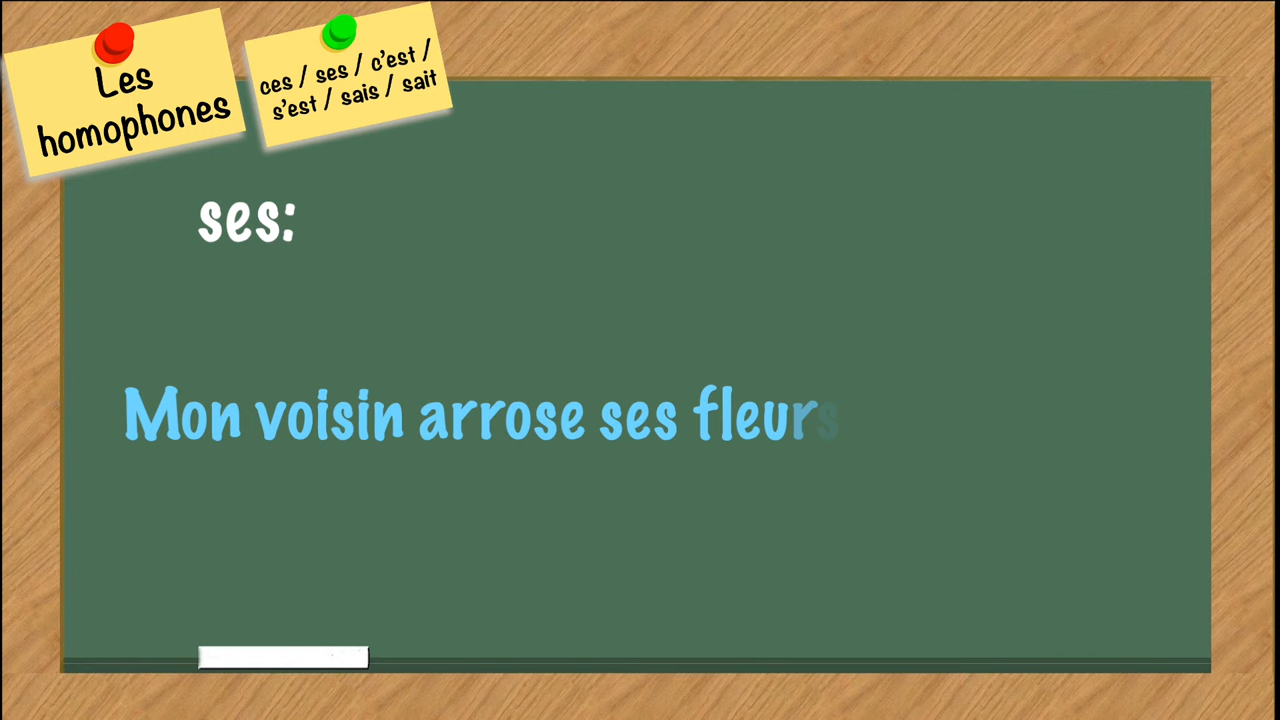 Les
homophones
ces / ses / c'est /
s'est / sais / sait
ses:
Mon voisin arrose ses fleurs